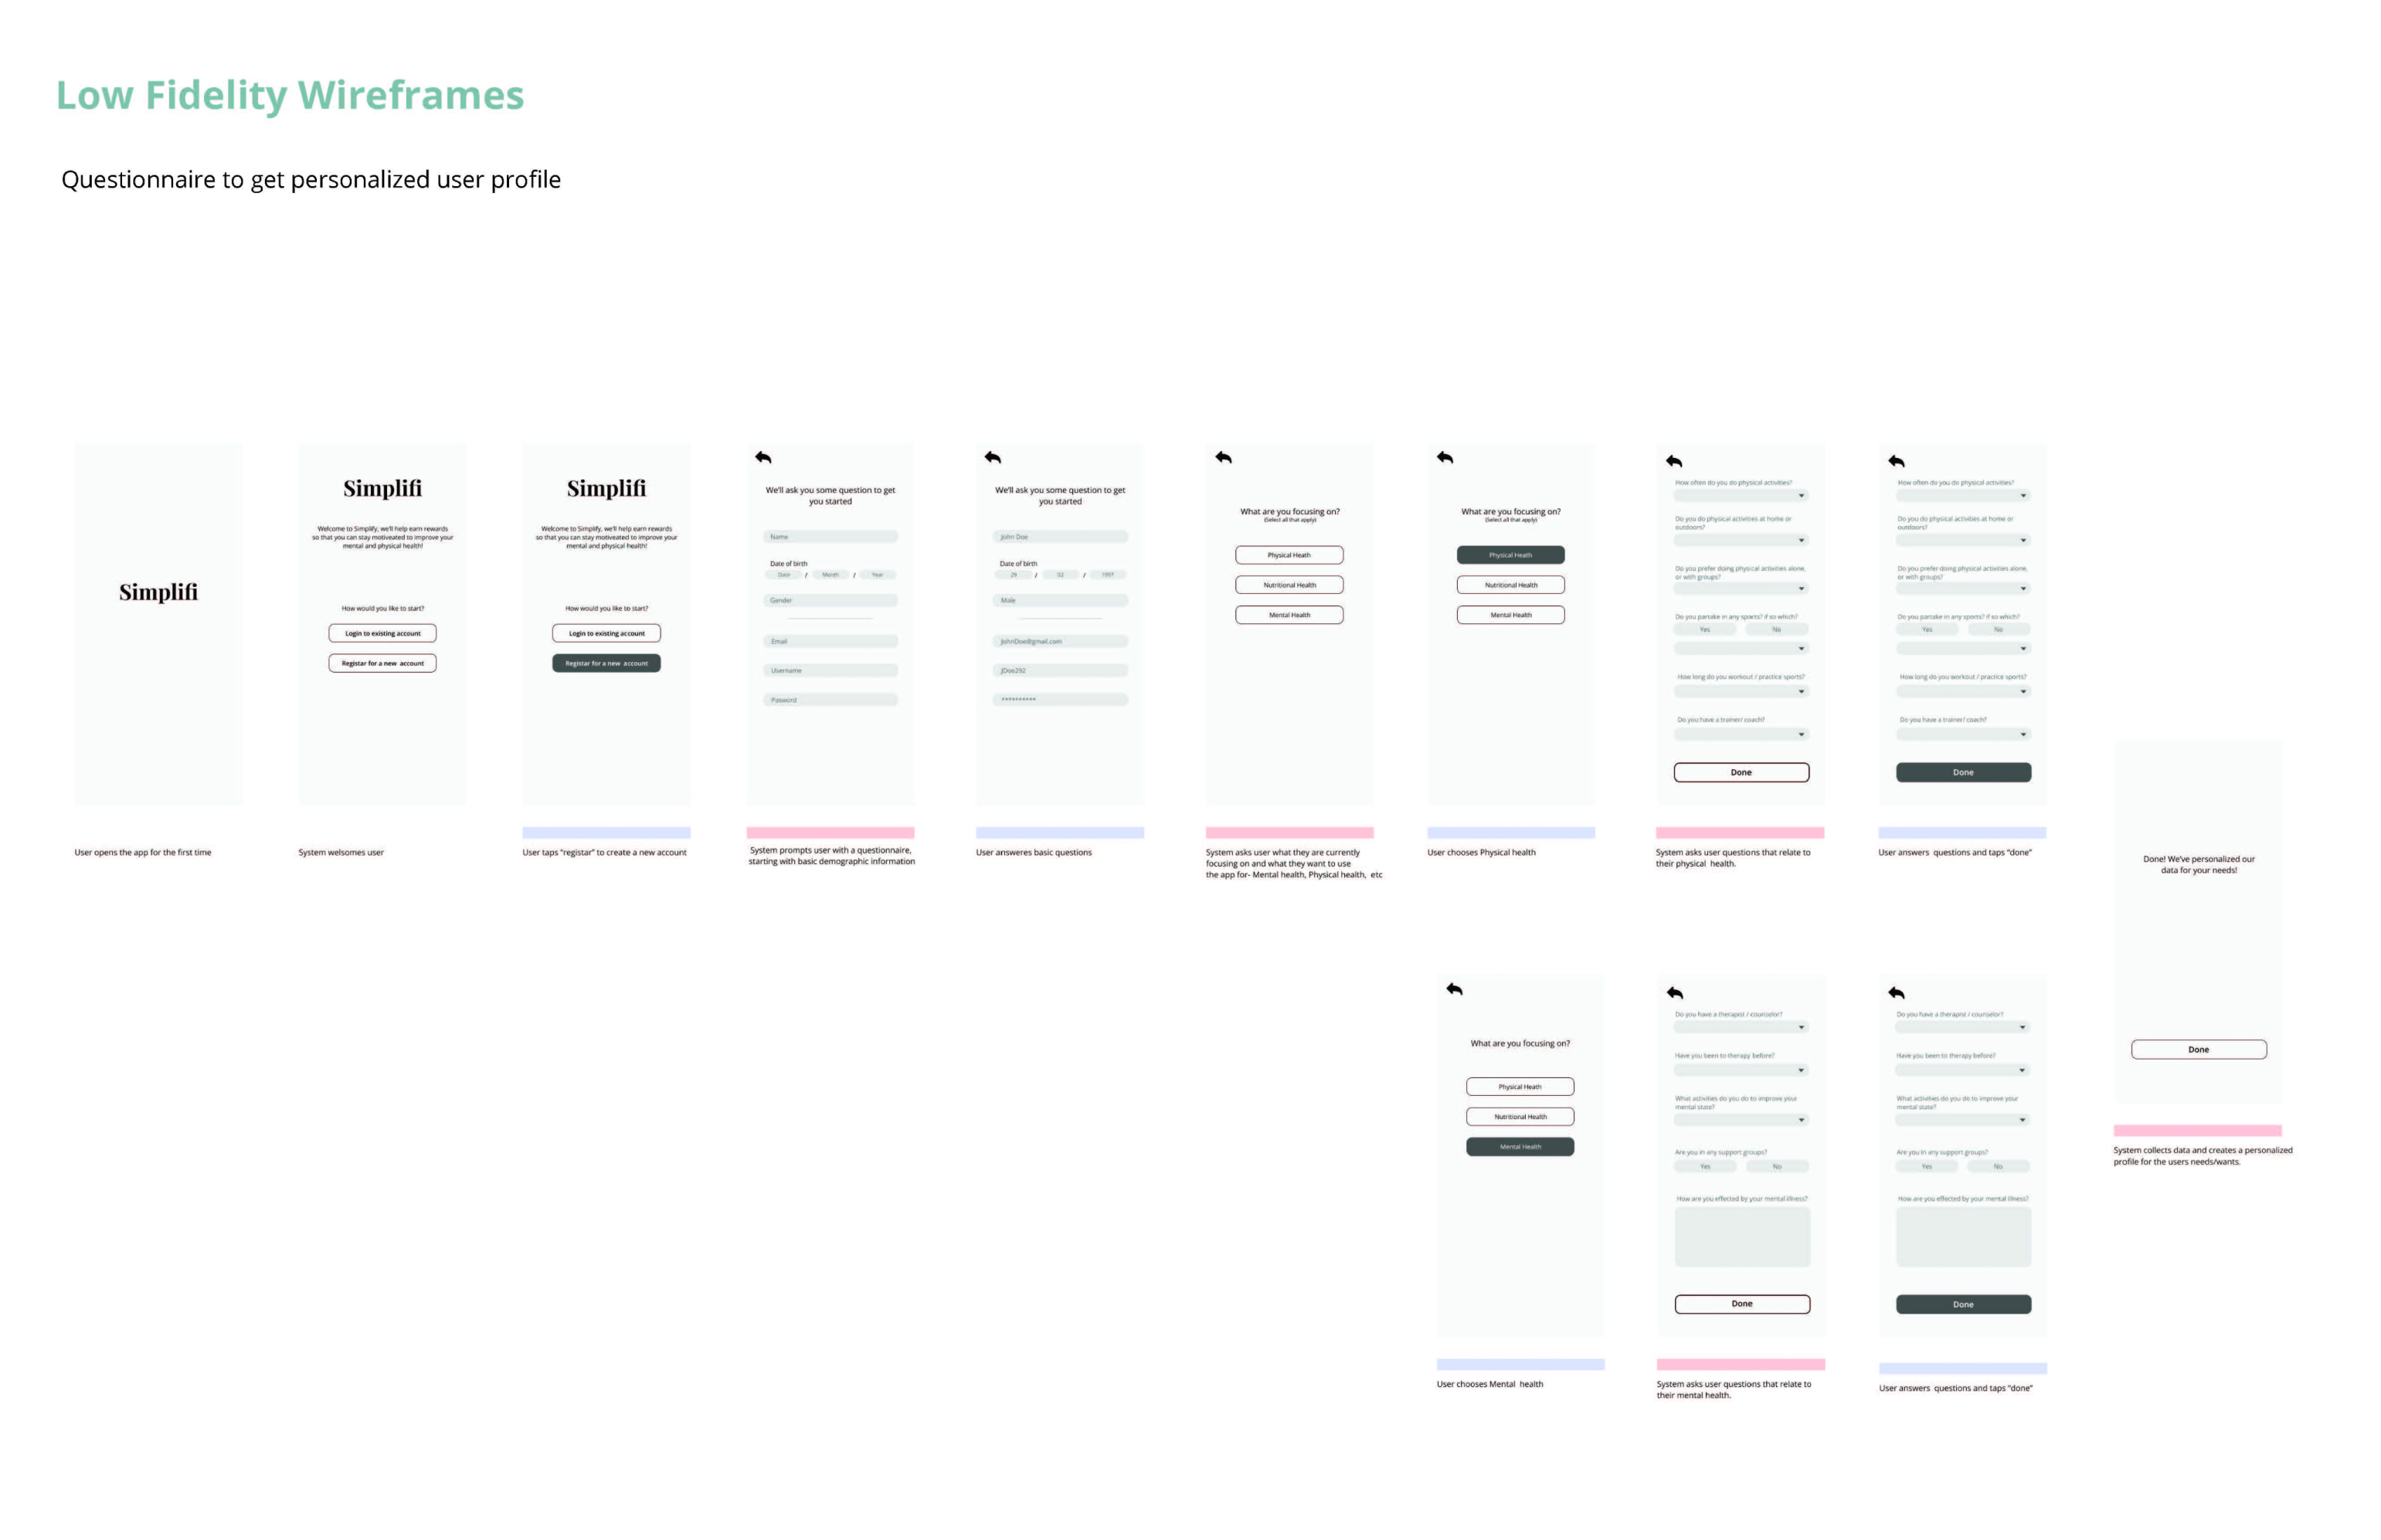 Low Fidelity Wireframes
Questionnaire to get personalized user profile
Simplifi
User opens the app for the first time
Simplifi
Welcome to Simplify, we'll help earn rewards
so that you can stay motiveated to improve your
mental and physical health!
How would you like to start?
Login to existing account
Registar for a new account
System welsomes user
Simplifi
Welcome to Simplify, we'll help earn rewards
so that you can stay motiveated to improve your
mental and physical health!
How would you like to start?
Login to existing account
Registar for a new account
User taps "registar" to create a new account
We'll ask you some question to get
you started
Name
Date of birth
Date / Month / Year
Gender
Email
Username
Pasword
System prompts user with a questionnaire,
starting with basic demographic information
We'll ask you some question to get
you started
John Doe
Date of birth
29 / 02 / 1997
Male
JohnDoe@gmail.com
JDoe292
**********
User answeres basic questions
What are you focusing on?
(Select all that apply)
Physical Heath
Nutritional Health
Mental Health
System asks user what they are currently
focusing on and what they want to use
the app for- Mental health, Physical health, etc
What are you focusing on?
(Select all that apply)
Physical Heath
Nutritional Health
Mental Health
User chooses Physical health
How often do you do physical activities?
Do you do physical activities at home or
outdoors?
Do you prefer doing physical activities alone,
or with groups?
Do you partake in any sports? if so which?
Yes No
How long do you workout / practice sports?
Do you have a trainer/ coach?
Done
System asks user questions that relate to
their physical health.
How often do you do physical activities?
Do you do physical activities at home or
outdoors?
Do you prefer doing physical activities alone,
or with groups?
Do you partake in any sports? if so which?
Yes No
How long do you workout / practice sports?
Do you have a trainer/ coach?
Done
User answers questions and taps "done"
What are you focusing on?
Physical Heath
Nutritional Health
Mental Health
User chooses Mental health
Do you have a therapist / counselor?
Have you been to therapy before?
What activities do you do to improve your
mental state?
Are you in any support groups?
Yes No
How are you effected by your mental illness?
Done
System asks user questions that relate to
their mental health.
Do you have a therapist / counselor?
Have you been to therapy before?
What activities do you do to improve your
mental state?
Are you in any support groups?
Yes No
How are you effected by your mental illness?
Done
User answers questions and taps "done"
Done! We've personalized our
data for your needs!
Done
System collects data and creates a personalized
profile for the users needs/wants.